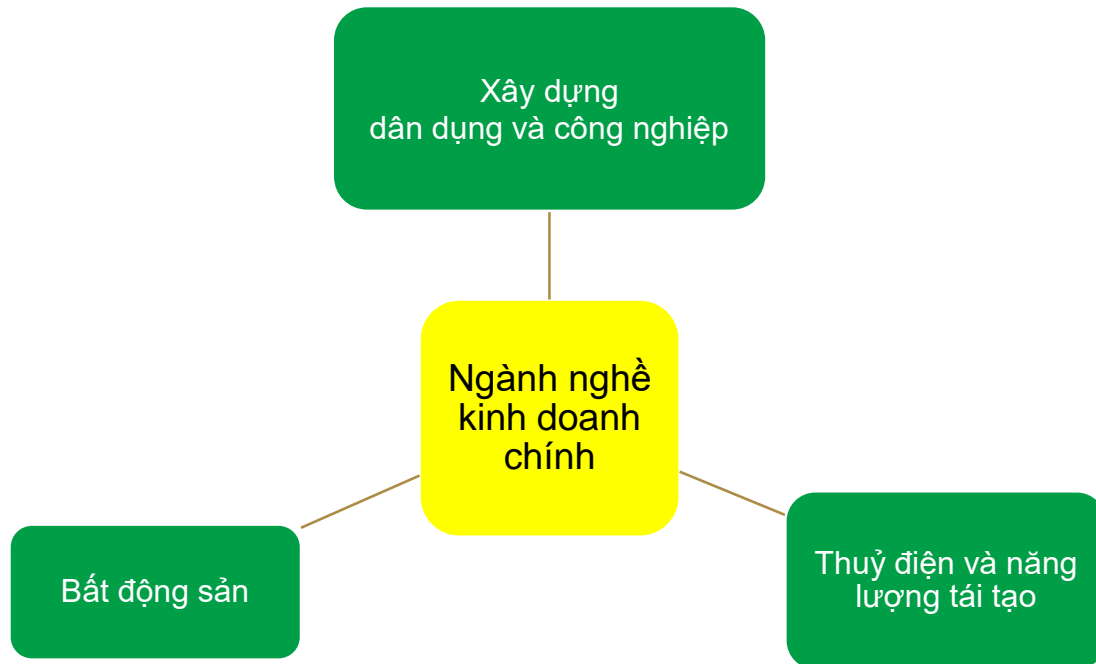 Xây dựng
dân dụng và công nghiệp
Ngành nghề
kinh doanh
chính
Bất động sản
Thuỷ điện và năng
lượng tái tạo